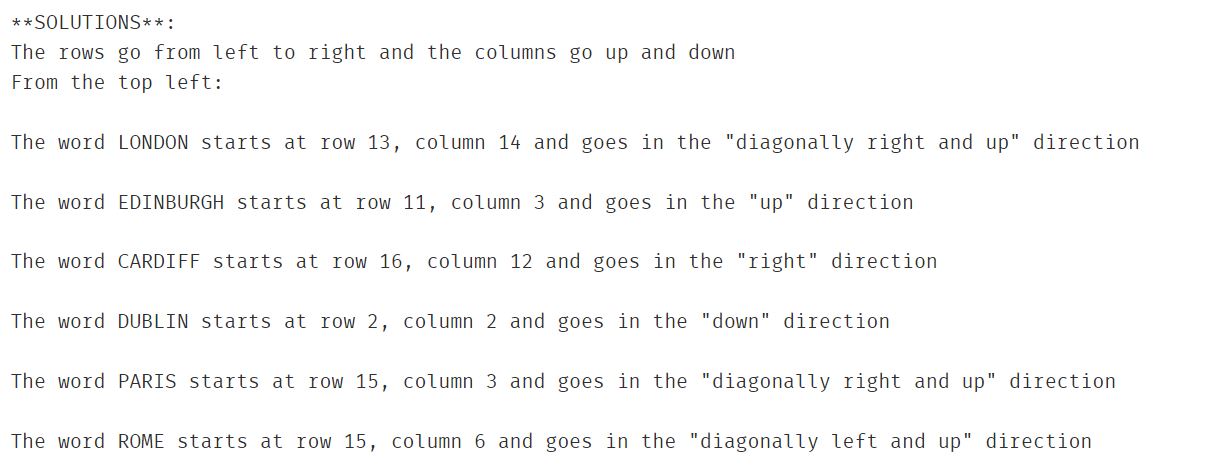 **SOLUTIONS**:
The rows go from left to right and the columns go up and down
From the top left:
The word LONDON starts at row 13, column 14 and goes in the "diagonally right and up" direction
The word EDINBURGH starts at row 11, column 3 and goes in the "up" direction
The word CARDIFF starts at row 16, column 12 and goes in the "right" direction
The word DUBLIN starts at row 2, column 2 and goes in the "down" direction
The word PARIS starts at row 15, column 3 and goes in the "diagonally right and up" direction
The word ROME starts at row 15, column 6 and goes in the "diagonally left and up" direction